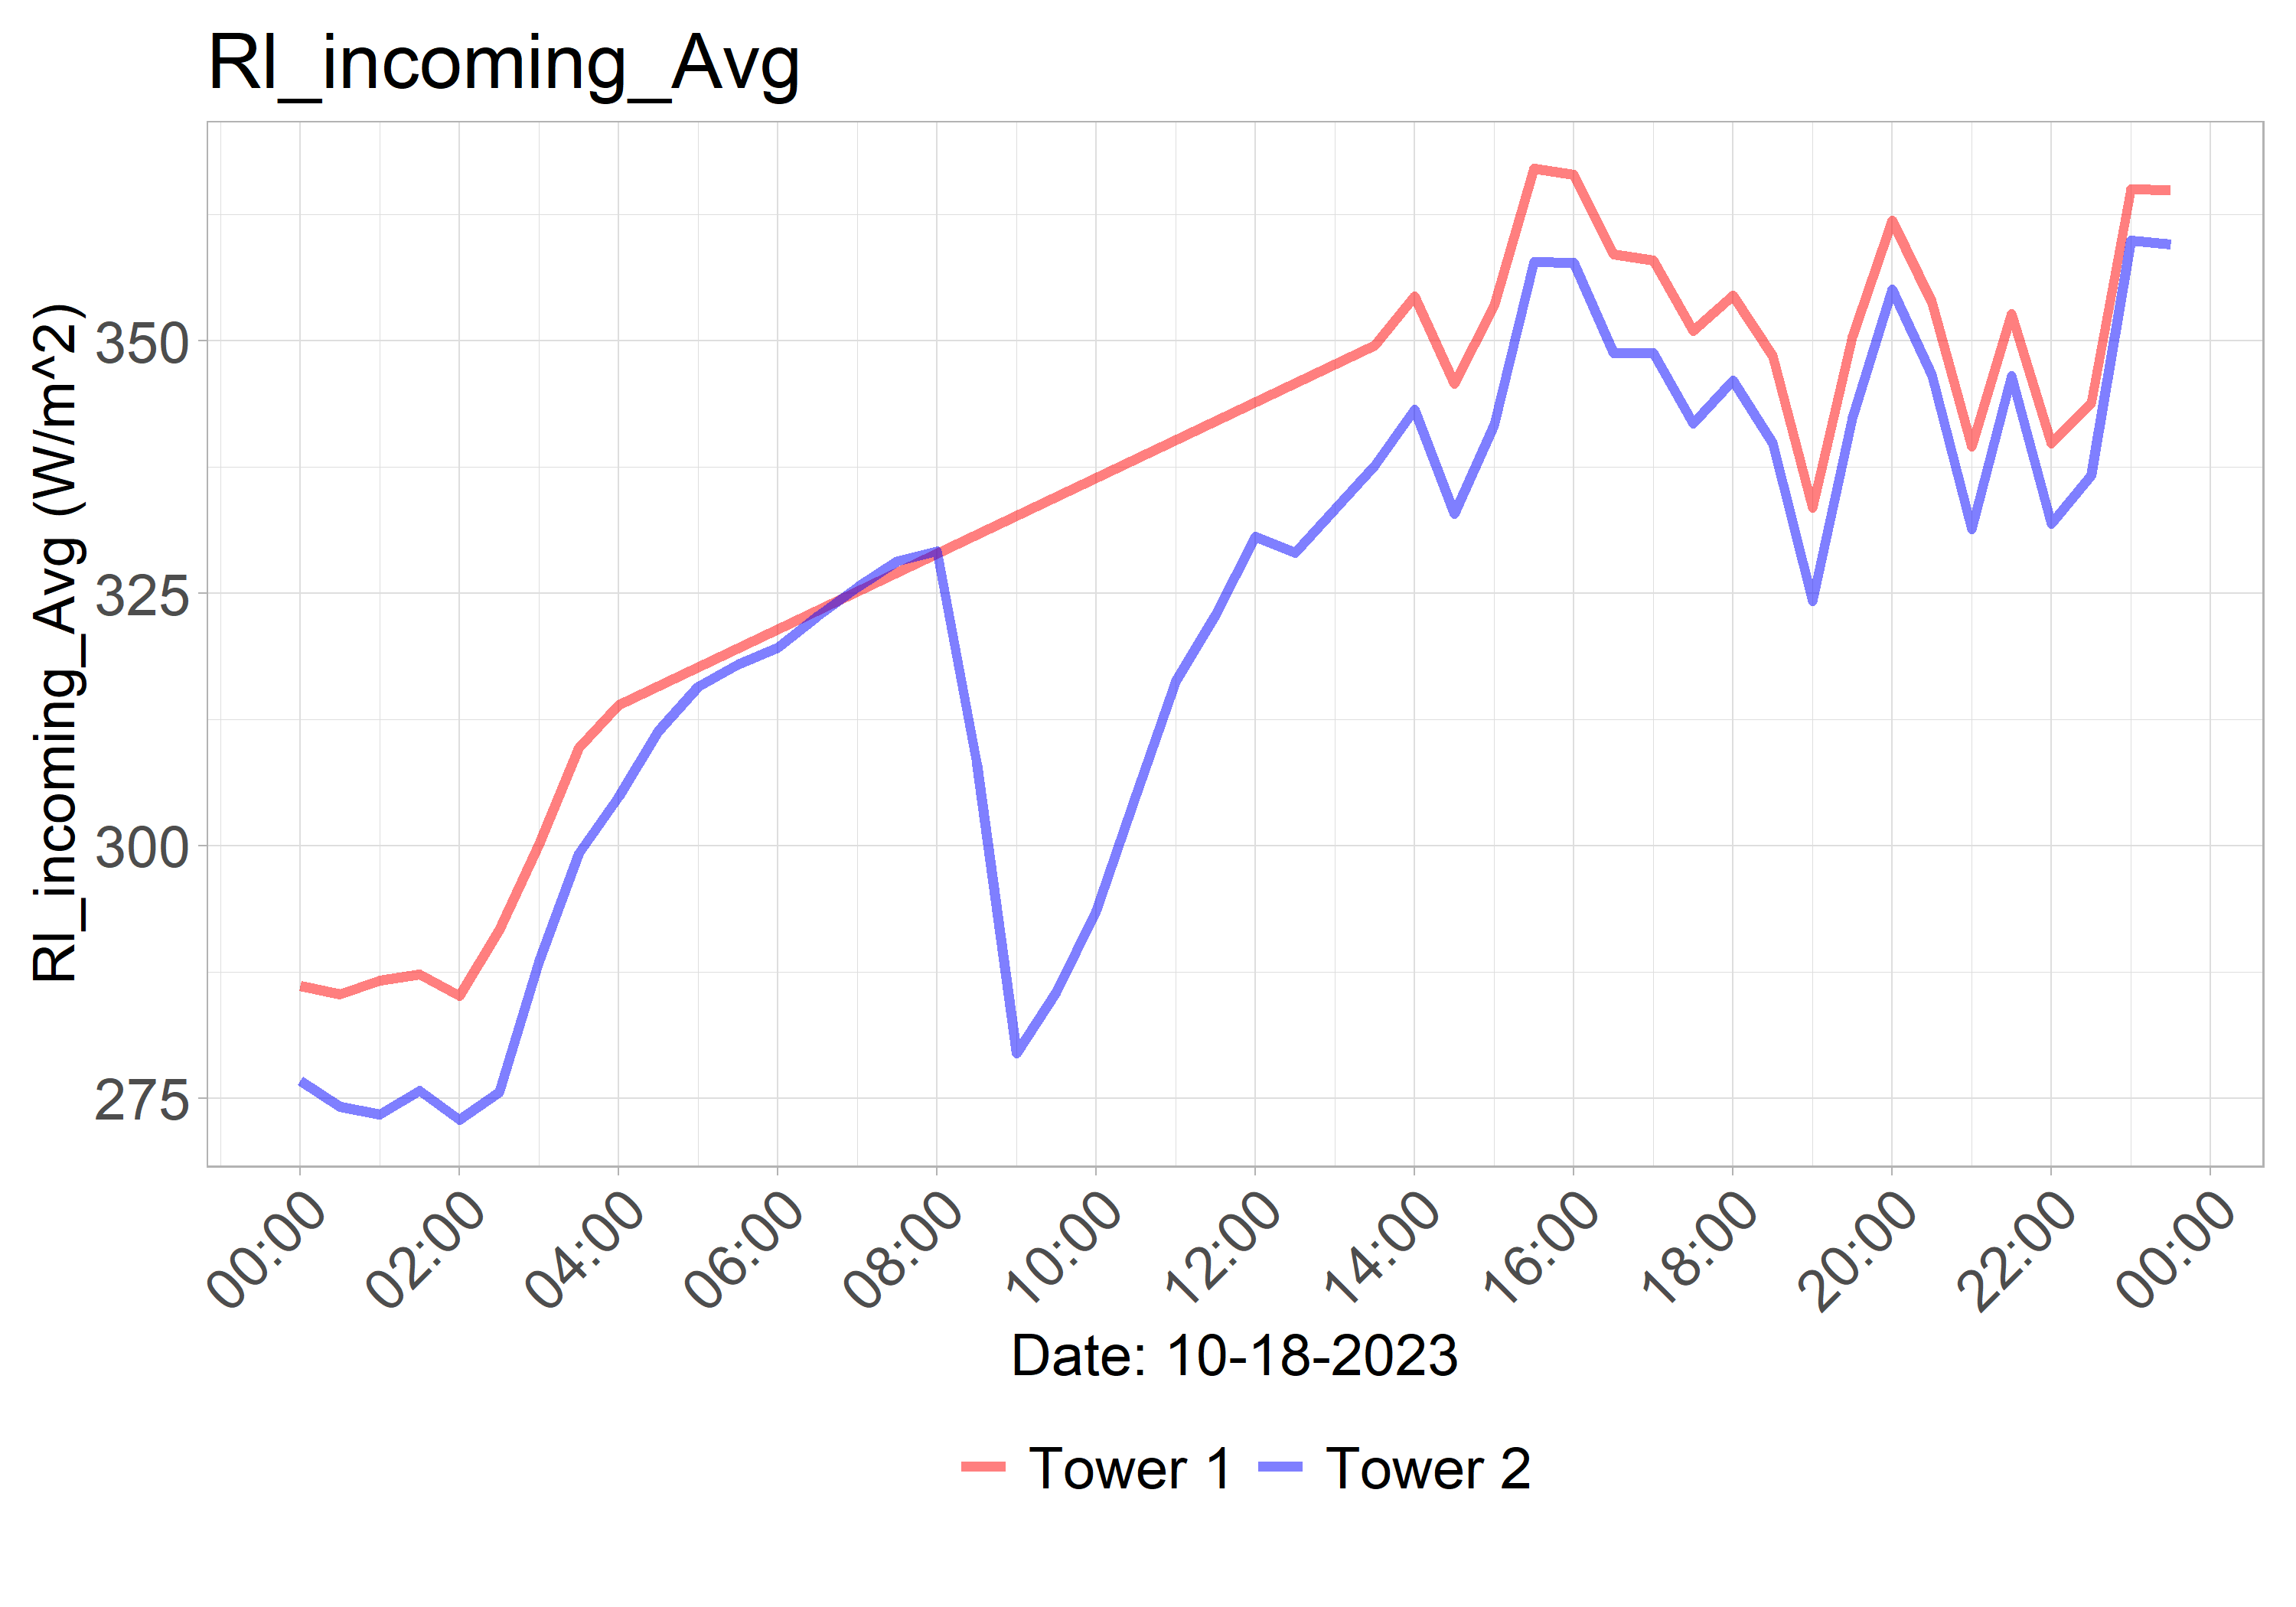 Rl_incoming_Avg
Rl_incoming_Avg (W/m^2)
350
325
300
275
00:00 02:00 04:00 06:00 08:00 10:00 12:00 14:00 16:00 18:00 20:00 22:00 00:00
Date: 10-18-2023
Tower 1 Tower 2